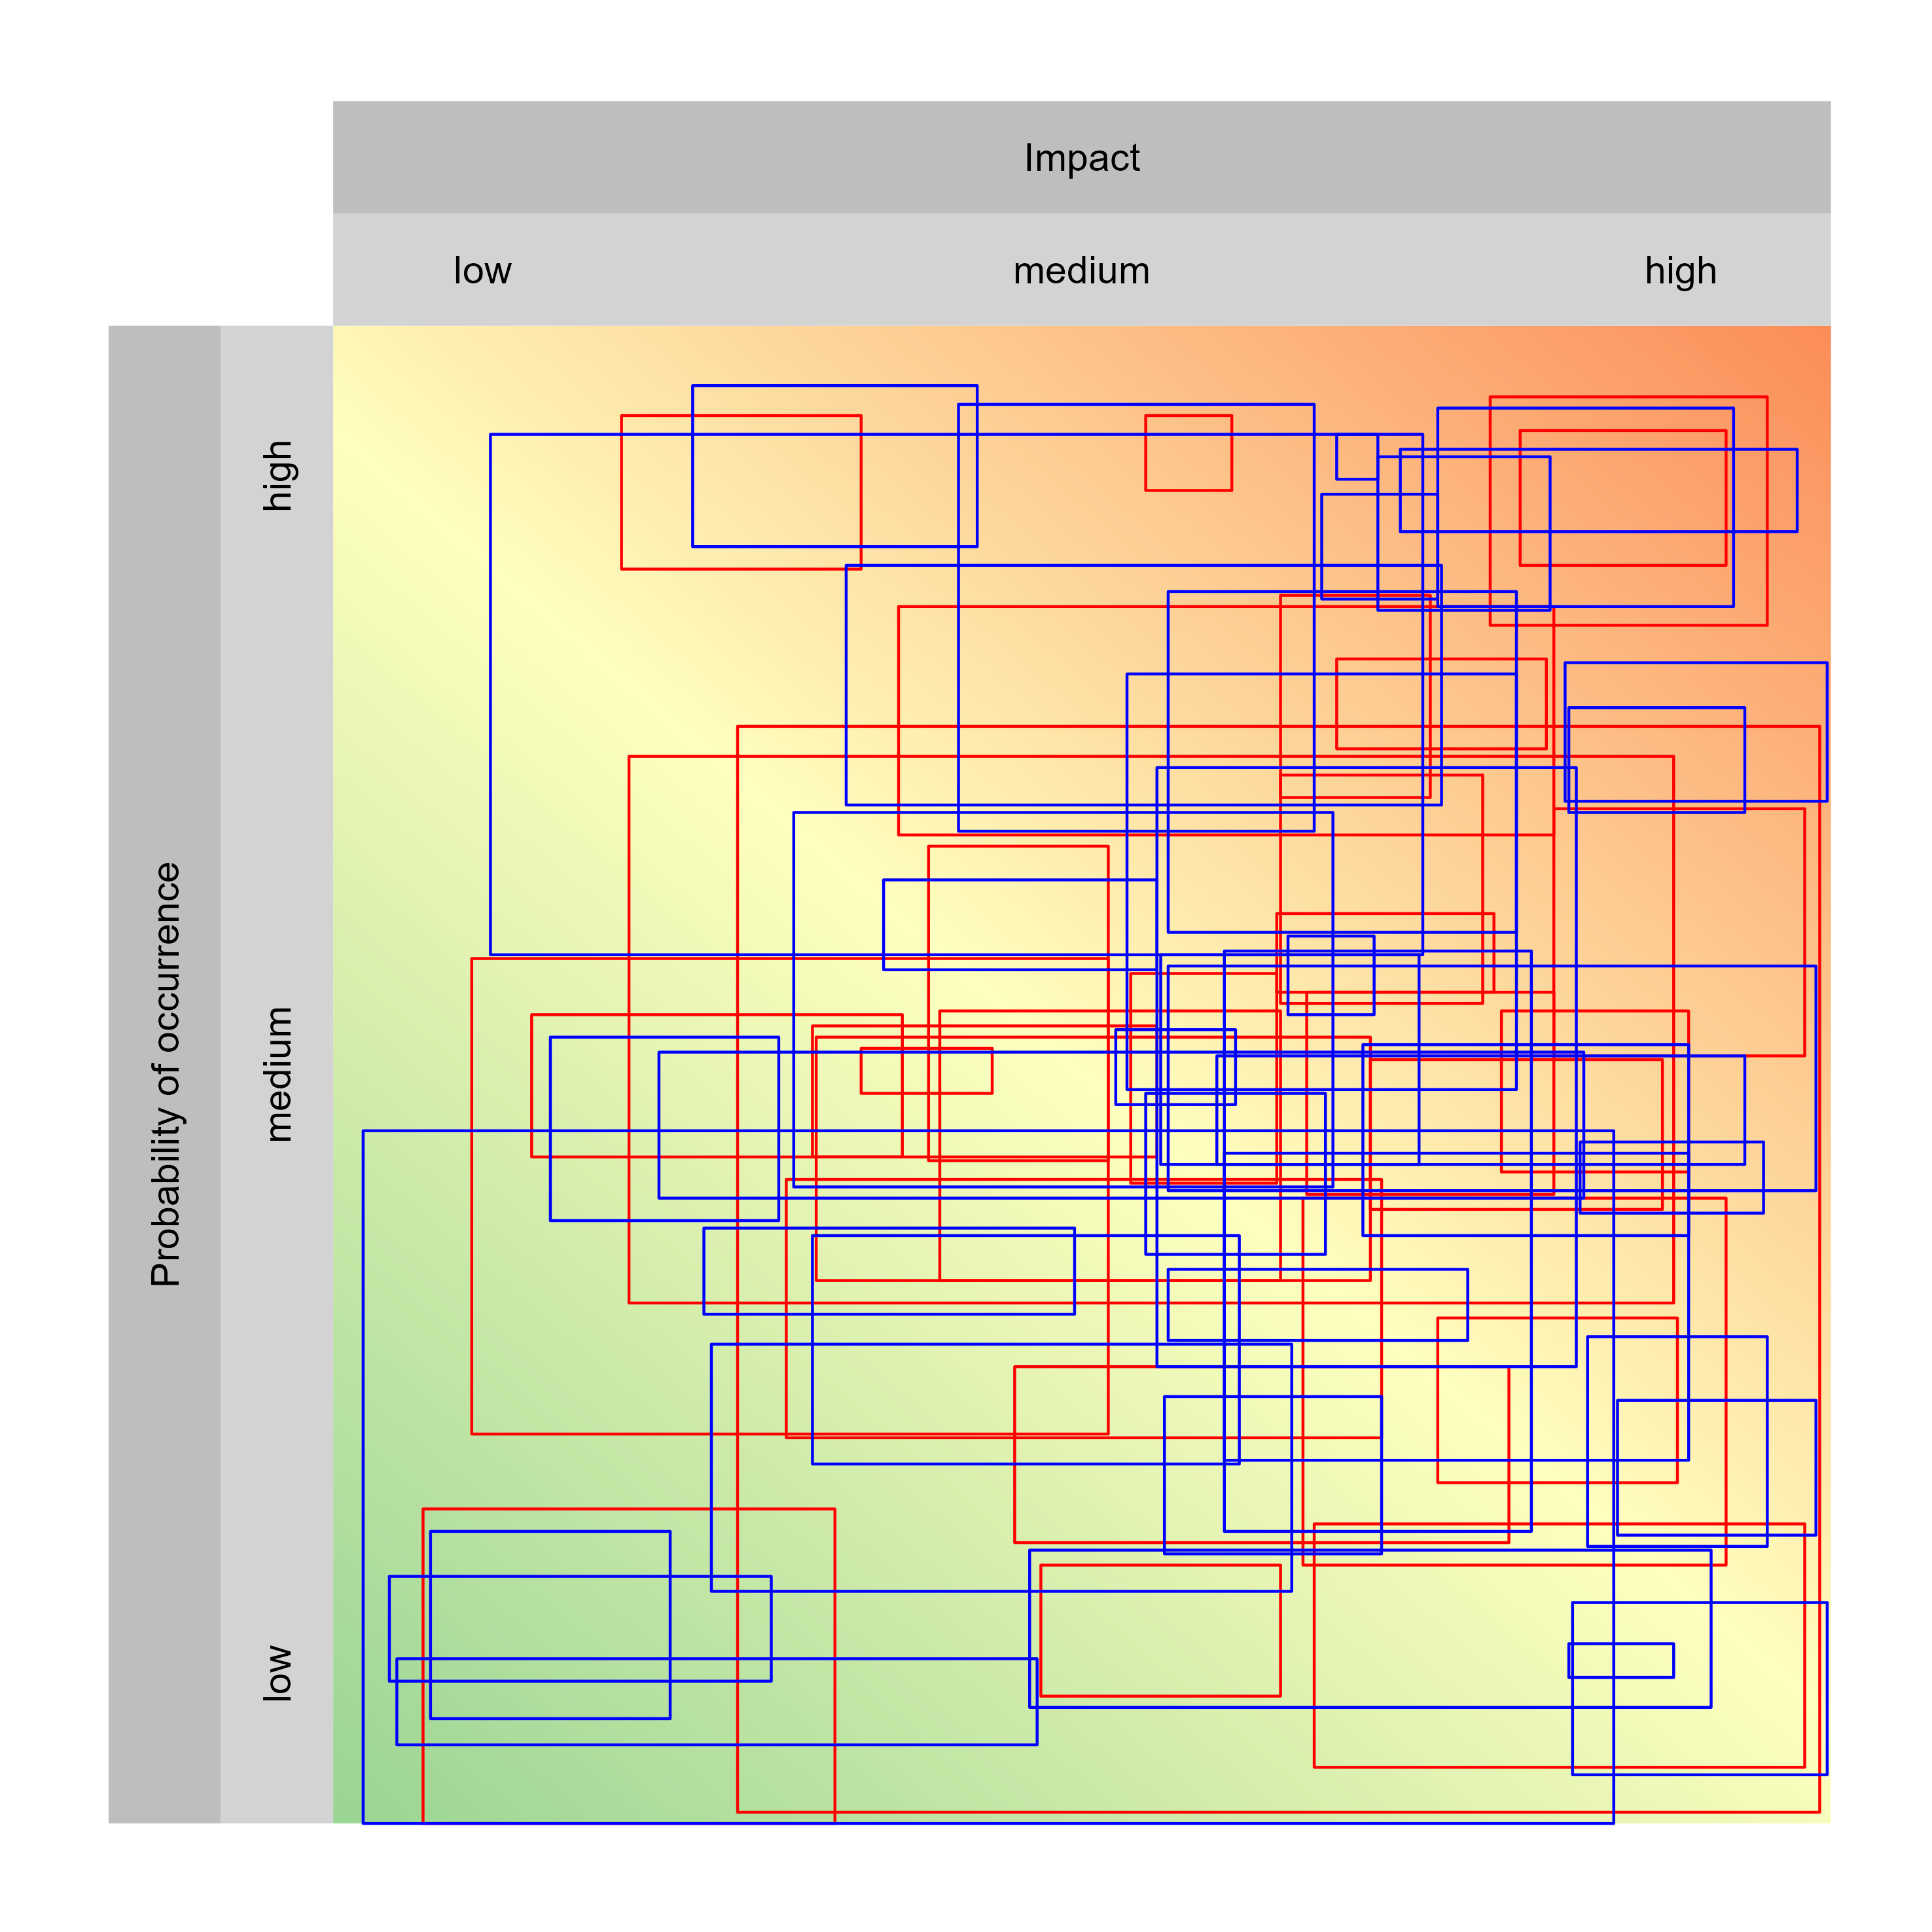 Impact
low medium high
Probability of occurrence
high
medium
low